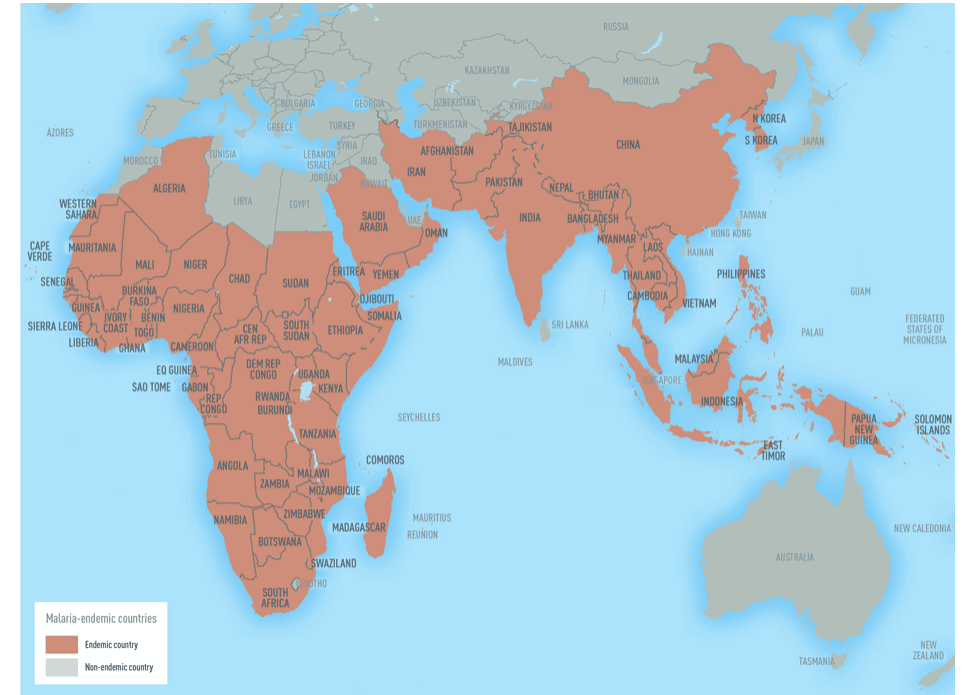 RUSSIA
KAZAKHSTAN
MONGOLIA
BULGARIA
GEORGIA
UZBEKISTAN
KYRGYZSTAN
AZORES
GREECE
TURKEY
TURKMENISTAN
TAJIKISTAN
N KOREA
S KOREA
JAPAN
CHINA
MOROCCO
TUNISIA
LEBANON
ISRAEL
JORDAN
SYRIA
IRAQ
KUWAIT
IRAN
AFGHANISTAN
PAKISTAN
NEPAL
BHUTAN
ALGERIA
LIBYA
EGYPT
WESTERN
SAHARA
SAUDI
ARABIA
UAE
OMAN
INDIA
BANGLADESH
MYANMAR
LAOS
TAIWAN
HONG KONG
HAINAN
CAPE
VERDE
MAURITANIA
MALI
NIGER
CHAD
SUDAN
ERITREA
YEMEN
THAILAND
PHILIPPINES
SENEGAL
BURKINA
FASO
GUINEA
IVORY
COAST
BENIN
TOGO
NIGERIA
DJIBOUTI
SOMALIA
CAMBODIA
VIETNAM
GUAM
SIERRA LEONE
LIBERIA
GHANA
CAMEROON
CEN
AFR REP
SOUTH
SUDAN
ETHIOPIA
SRI LANKA
PALAU
FEDERATED
STATES OF
MICRONESIA
MALDIVES
MALAYSIA
SINGAPORE
INDONESIA
EQ GUINEA
SAO TOME
GABON
REP
CONGO
DEM REP
CONGO
UGANDA
KENYA
RWANDA
BURUNDI
TANZANIA
SEYCHELLES
PAPUA
NEW
GUINEA
SOLOMON
ISLANDS
EAST
TIMOR
COMOROS
ANGOLA
ZAMBIA
MALAWI
MOZAMBIQUE
NAMIBIA
ZIMBABWE
BOTSWANA
MADAGASCAR
MAURITIUS
REUNION
NEW CALEDONIA
SWAZILAND
LESOTHO
SOUTH
AFRICA
AUSTRALIA
TASMANIA
NEW
ZEALAND
Malaria-endemic countries
Endemic country
Non-endemic country